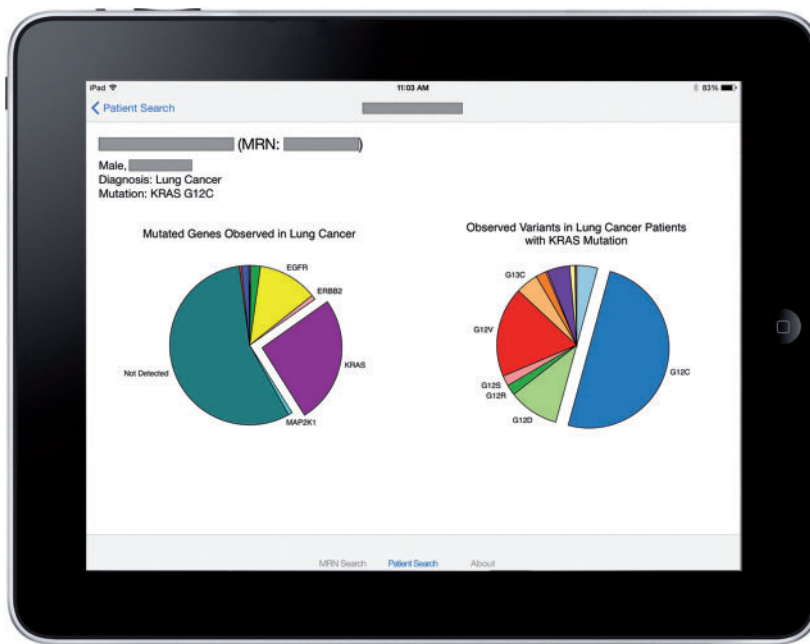 iPad
11:03 AM
83%
Patient Search
(MRN: )
Male,
Diagnosis: Lung Cancer
Mutation: KRAS G12C
Mutated Genes Observed in Lung Cancer
Observed Variants in Lung Cancer Patients
with KRAS Mutation
EGFR
ERBB2
KRAS
MAP2K1
Not Detected
G13C
G12V
G12S
G12R
G12D
G12C
MRN Search Patient Search About